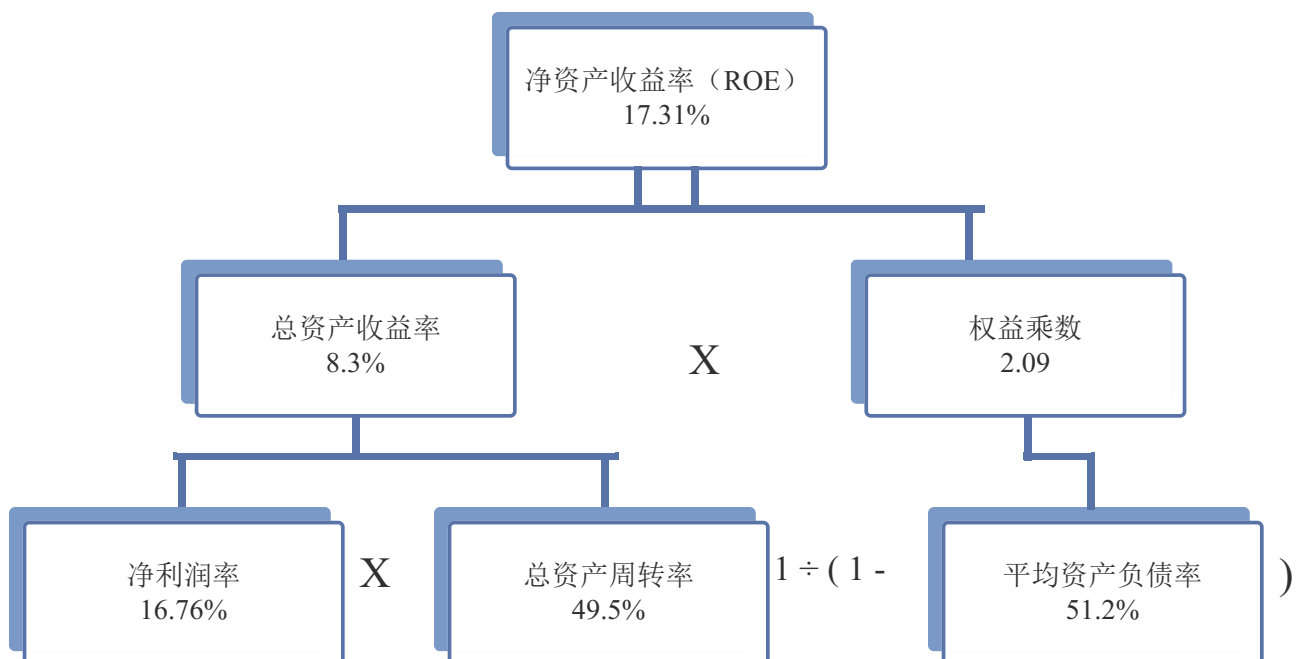 净资产收益率（ROE）
17.31%
总资产收益率
8.3%
X
权益乘数
2.09
净利润率
16.76%
X
总资产周转率
49.5%
1 ÷ ( 1 -
平均资产负债率
51.2%
)